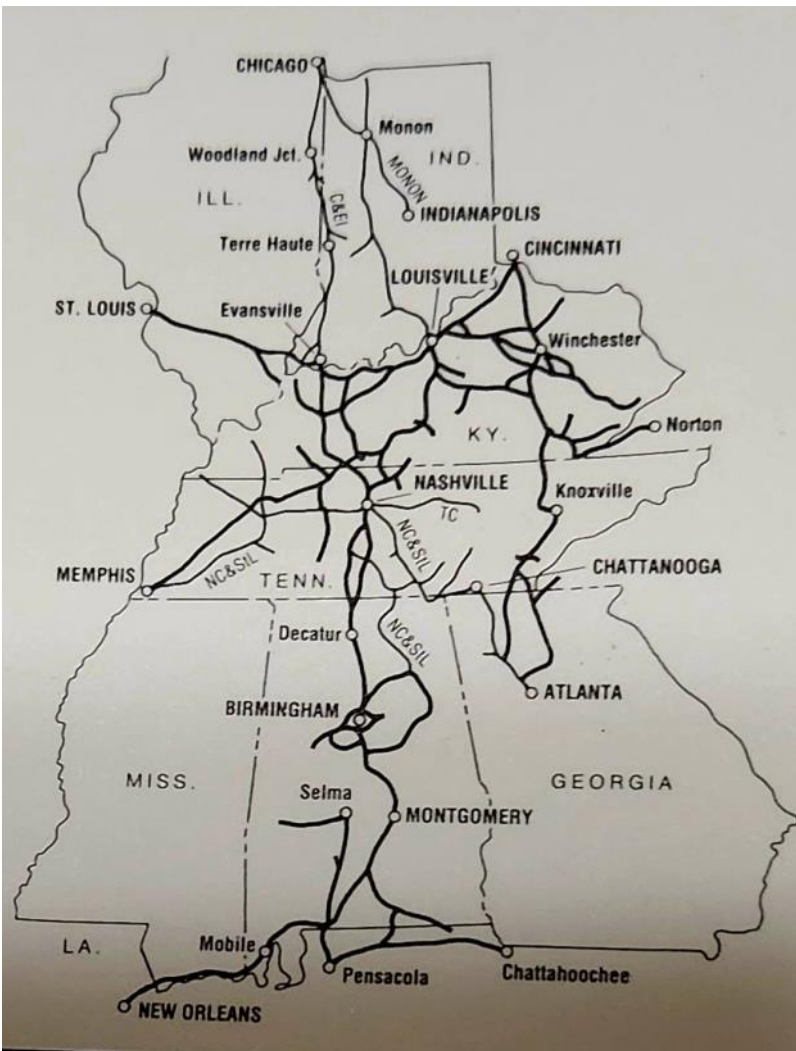 CHICAGO
Monon
Woodland Jct.
IND.
MONON
ILL.
C&EI
INDIANAPOLIS
Terre Haute
CINCINNATI
LOUISVILLE
ST. LOUIS
Evansville
Winchester
KY.
Norton
NASHVILLE
Knoxville
TC
NC&StL
MEMPHIS
NC&StL
TENN.
CHATTANOOGA
Decatur
NC&StL
ATLANTA
BIRMINGHAM
MISS.
Selma
GEORGIA
MONTGOMERY
LA.
Mobile
Pensacola
Chattahoochee
NEW ORLEANS